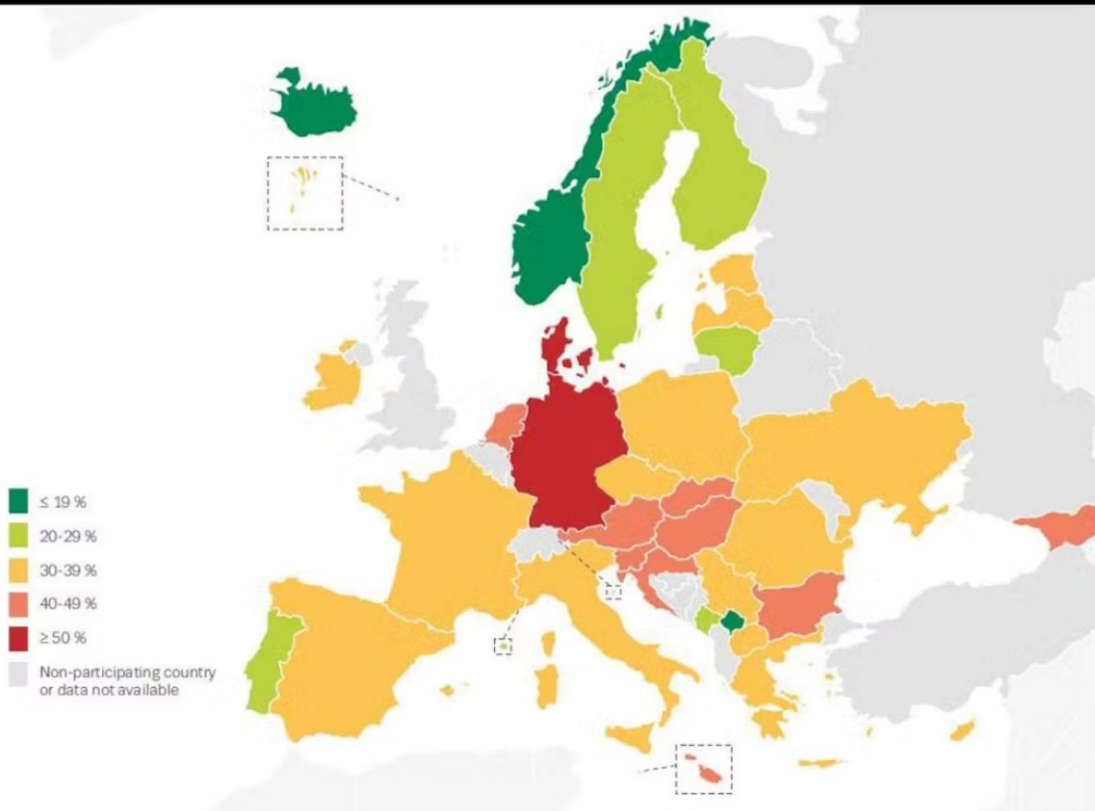 ≤ 19 %
20-29 %
30-39 %
40-49 %
≥ 50 %
Non-participating country
or data not available